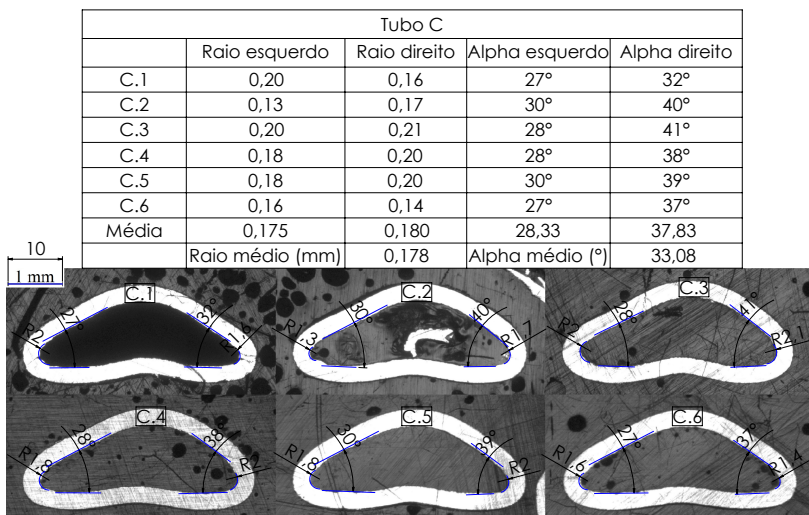 Tubo C
Raio esquerdo Raio direito Alpha esquerdo Alpha direito
C.1 0,20 0,16 27° 32°
C.2 0,13 0,17 30° 40°
C.3 0,20 0,21 28° 41°
C.4 0,18 0,20 28° 38°
C.5 0,18 0,20 30° 39°
C.6 0,16 0,14 27° 37°
Média 0,175 0,180 28,33 37,83
Raio médio (mm) 0,178 Alpha médio (°) 33,08
10
1 mm
C.1 C.2 C.3
R2 27° 32° R1.6 R1.3 30° 40° R1.7 R2 28° 41° R2
C.4 C.5 C.6
R1.8 28° 38° R2 R1.8 30° 39° R2 R1.6 27° 37° R1.4